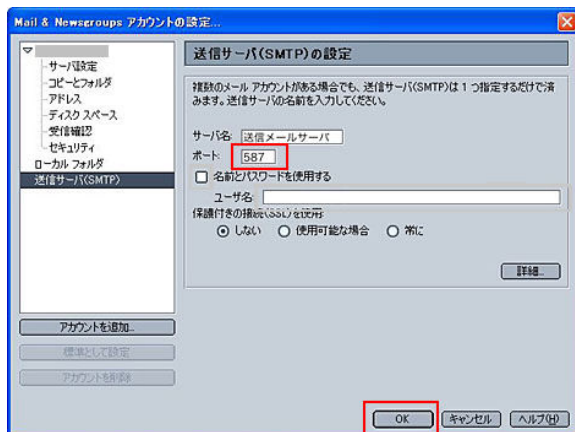 Mail & Newsgroups アカウントの設定...
サーバ設定
コピーとフォルダ
アドレス
ディスク スペース
受信確認
セキュリティ
ローカル フォルダ
送信サーバ(SMTP)
アカウントを追加...
標準として設定
アカウントを削除
送信サーバ(SMTP)の設定
複数のメール アカウントがある場合でも、送信サーバ(SMTP)は 1 つ指定するだけで済
みます。送信サーバの名前を入力してください。
サーバ名: 送信メールサーバ
ポート: 587
名前とパスワードを使用する
ユーザ名:
保護付きの接続(SSL)を使用:
しない 使用可能な場合 常に
詳細...
OK キャンセル ヘルプ(H)